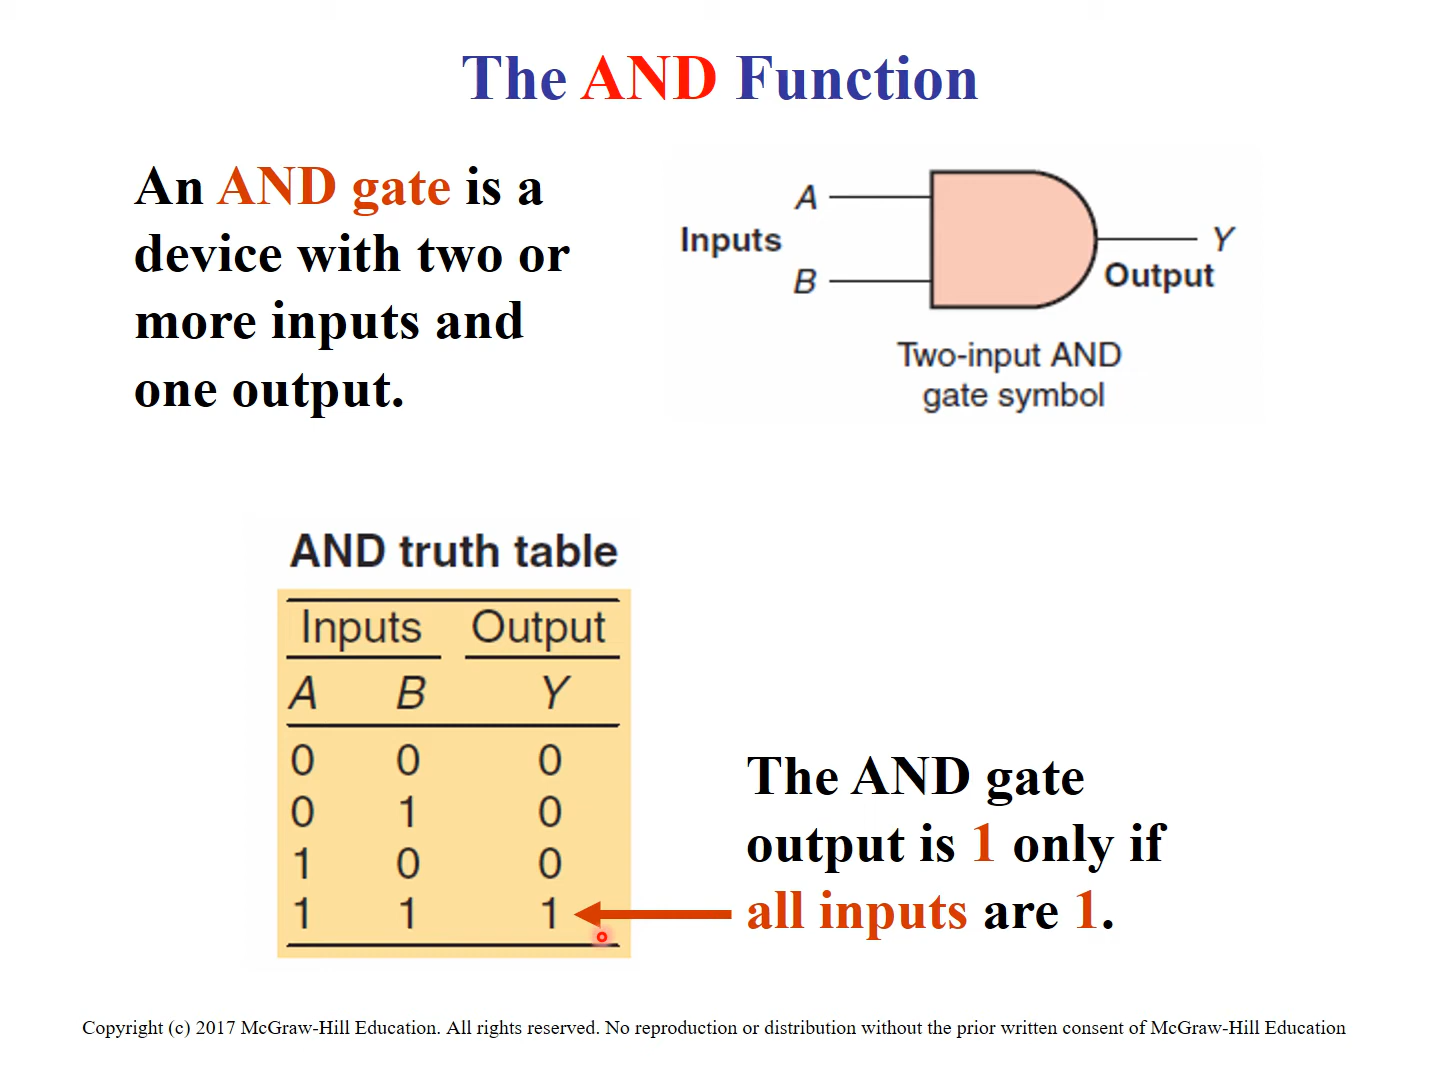 The AND Function
An AND gate is a
device with two or
more inputs and
one output.
A
Inputs
B
Y
Output
Two-input AND
gate symbol
AND truth table
Inputs Output
A B Y
0 0 0
0 1 0
1 0 0
1 1 1
The AND gate
output is 1 only if
all inputs are 1.
Copyright (c) 2017 McGraw-Hill Education. All rights reserved. No reproduction or distribution without the prior written consent of McGraw-Hill Education